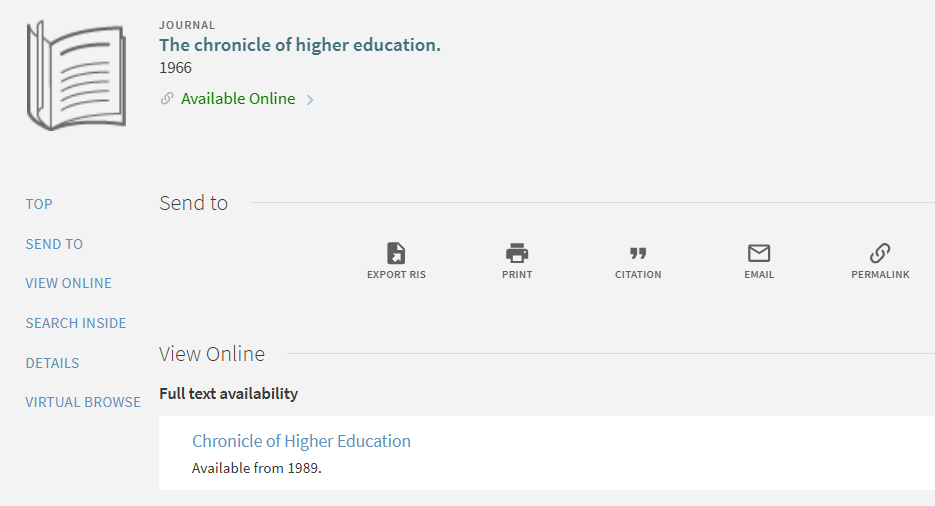 JOURNAL
The chronicle of higher education.
1966
Available Online
TOP
SEND TO
VIEW ONLINE
SEARCH INSIDE
DETAILS
VIRTUAL BROWSE
Send to
EXPORT RIS
PRINT
CITATION
EMAIL
PERMALINK
View Online
Full text availability
Chronicle of Higher Education
Available from 1989.